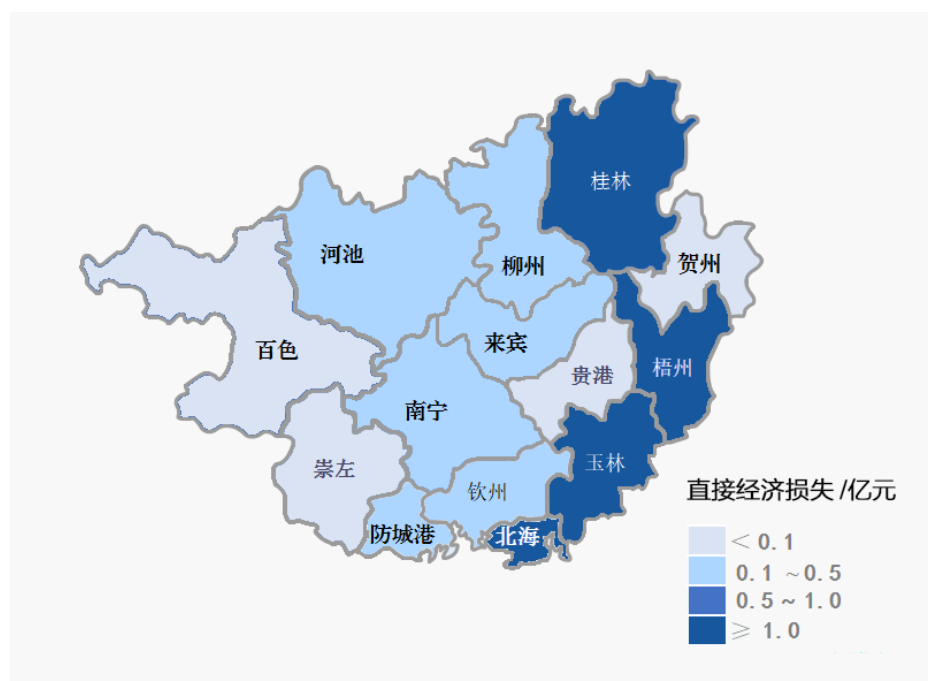 桂林
河池
柳州
贺州
百色
来宾
贵港
梧州
南宁
崇左
钦州
玉林
防城港
北海
直接经济损失/亿元
< 0.1
0.1 ~0.5
0.5~1.0
≥ 1.0